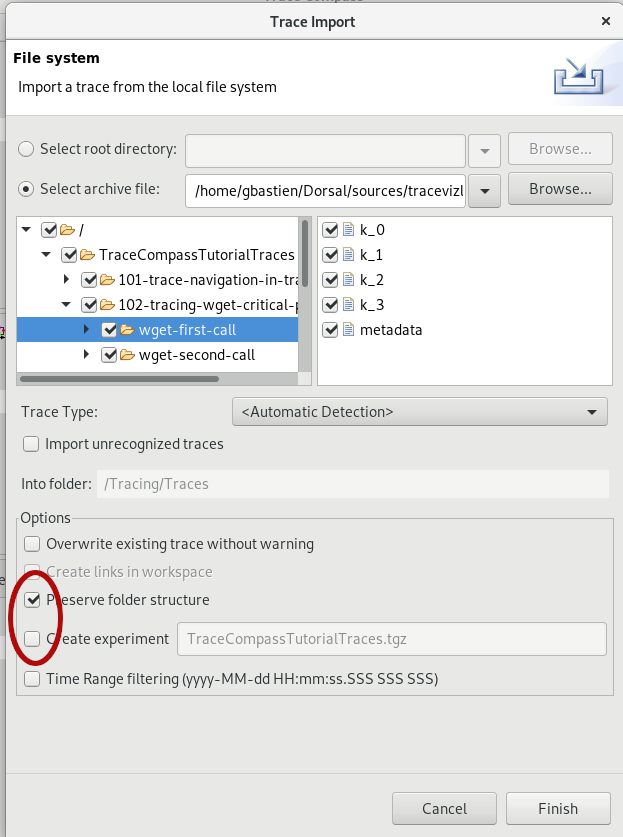 Trace Import
File system
Import a trace from the local file system
Select root directory:
Browse...
Select archive file:
/home/gbastien/Dorsal/sources/tracevizl
Browse...
/
TraceCompassTutorialTraces
101-trace-navigation-in-tra
102-tracing-wget-critical-p
wget-first-call
wget-second-call
k_0
k_1
k_2
k_3
metadata
Trace Type:
<Automatic Detection>
Import unrecognized traces
Into folder:
/Tracing/Traces
Options
Overwrite existing trace without warning
Create links in workspace
Preserve folder structure
Create experiment
TraceCompassTutorialTraces.tgz
Time Range filtering (yyyy-MM-dd HH:mm:ss.SSS SSS SSS)
Cancel
Finish